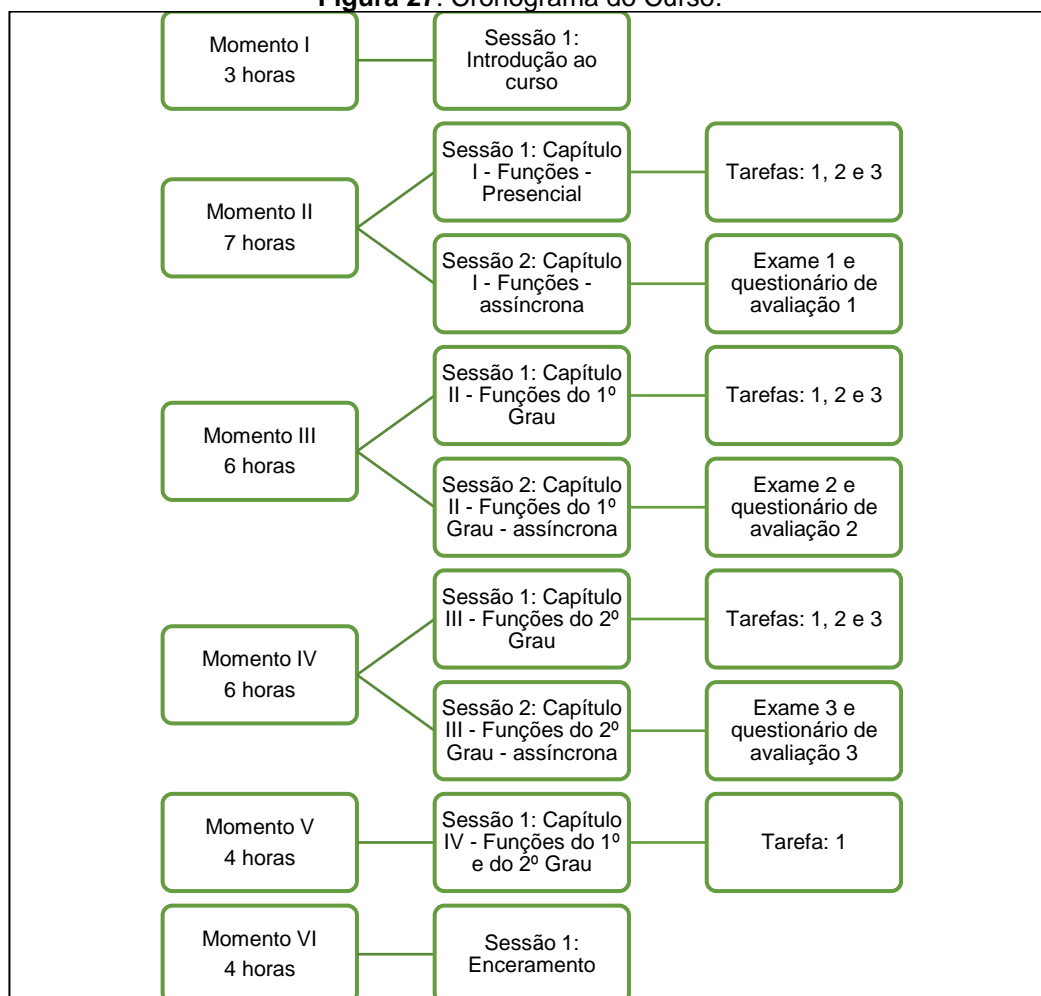 Figura 27. Cronograma do Curso.
Momento I
3 horas
Sessão 1:
Introdução ao
curso
Momento II
7 horas
Sessão 1: Capítulo
I - Funções -
Presencial
Tarefas: 1, 2 e 3
Sessão 2: Capítulo
I - Funções -
assíncrona
Exame 1 e
questionário de
avaliação 1
Momento III
6 horas
Sessão 1: Capítulo
II - Funções do 1º
Grau
Tarefas: 1, 2 e 3
Sessão 2: Capítulo
II - Funções do 1º
Grau - assíncrona
Exame 2 e
questionário de
avaliação 2
Momento IV
6 horas
Sessão 1: Capítulo
III - Funções do 2º
Grau
Tarefas: 1, 2 e 3
Sessão 2: Capítulo
III - Funções do 2º
Grau - assíncrona
Exame 3 e
questionário de
avaliação 3
Momento V
4 horas
Sessão 1: Capítulo
IV - Funções do 1º
e do 2º Grau
Tarefa: 1
Momento VI
4 horas
Sessão 1:
Enceramento